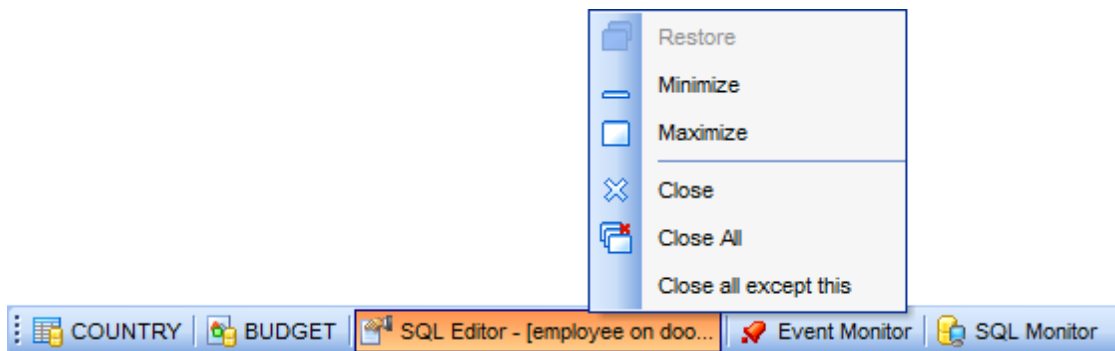 Restore
Minimize
Maximize
Close
Close All
Close all except this
COUNTRY BUDGET SQL Editor - [employee on doo... Event Monitor SQL Monitor